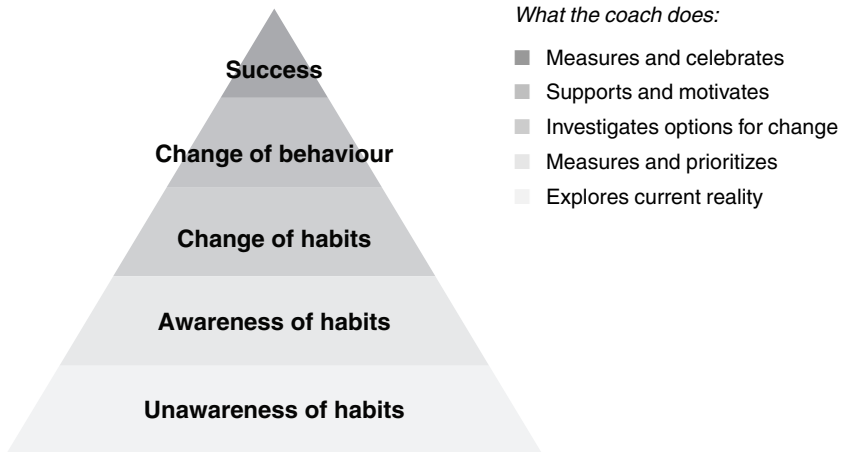 Success
Change of behaviour
Change of habits
Awareness of habits
Unawareness of habits
What the coach does:
Measures and celebrates
Supports and motivates
Investigates options for change
Measures and prioritizes
Explores current reality